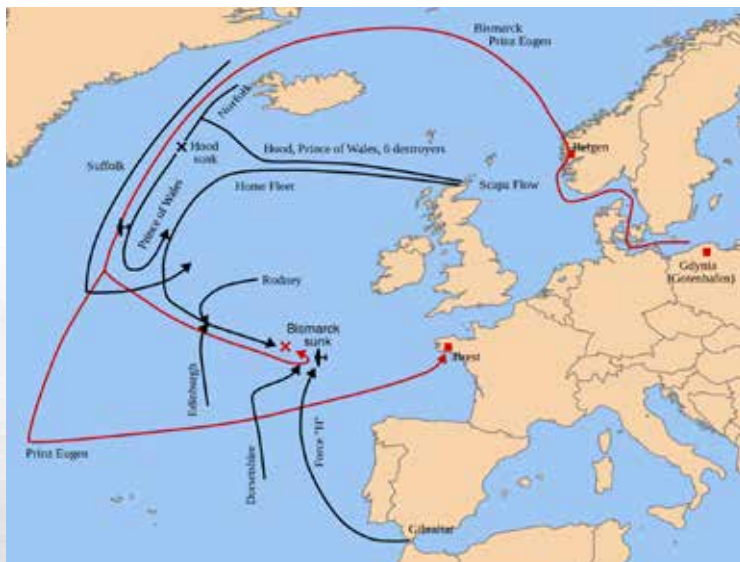 Bismarck
Prinz Eugen
Norfolk
Hood
sunk
Hood, Prince of Wales, 6 destroyers
Bergen
Suffolk
Scapa Flow
Home Fleet
Prince of Wales
Gdynia
(Gotenhafen)
Rodney
Bismarck
sunk
Brest
Edinburgh
Prinz Eugen
Dorsetshire
Force "H"
Gibraltar